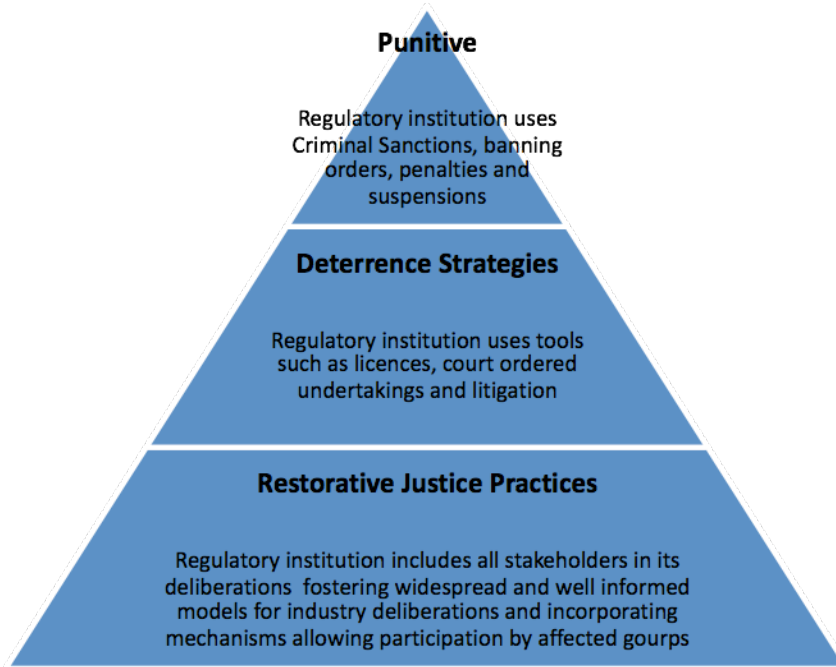 Punitive
Regulatory institution uses
Criminal Sanctions, banning
orders, penalties and
suspensions
Deterrence Strategies
Regulatory institution uses tools
such as licences, court ordered
undertakings and litigation
Restorative Justice Practices
Regulatory institution includes all stakeholders in its
deliberations fostering widespread and well informed
models for industry deliberations and incorporating
mechanisms allowing participation by affected gourps